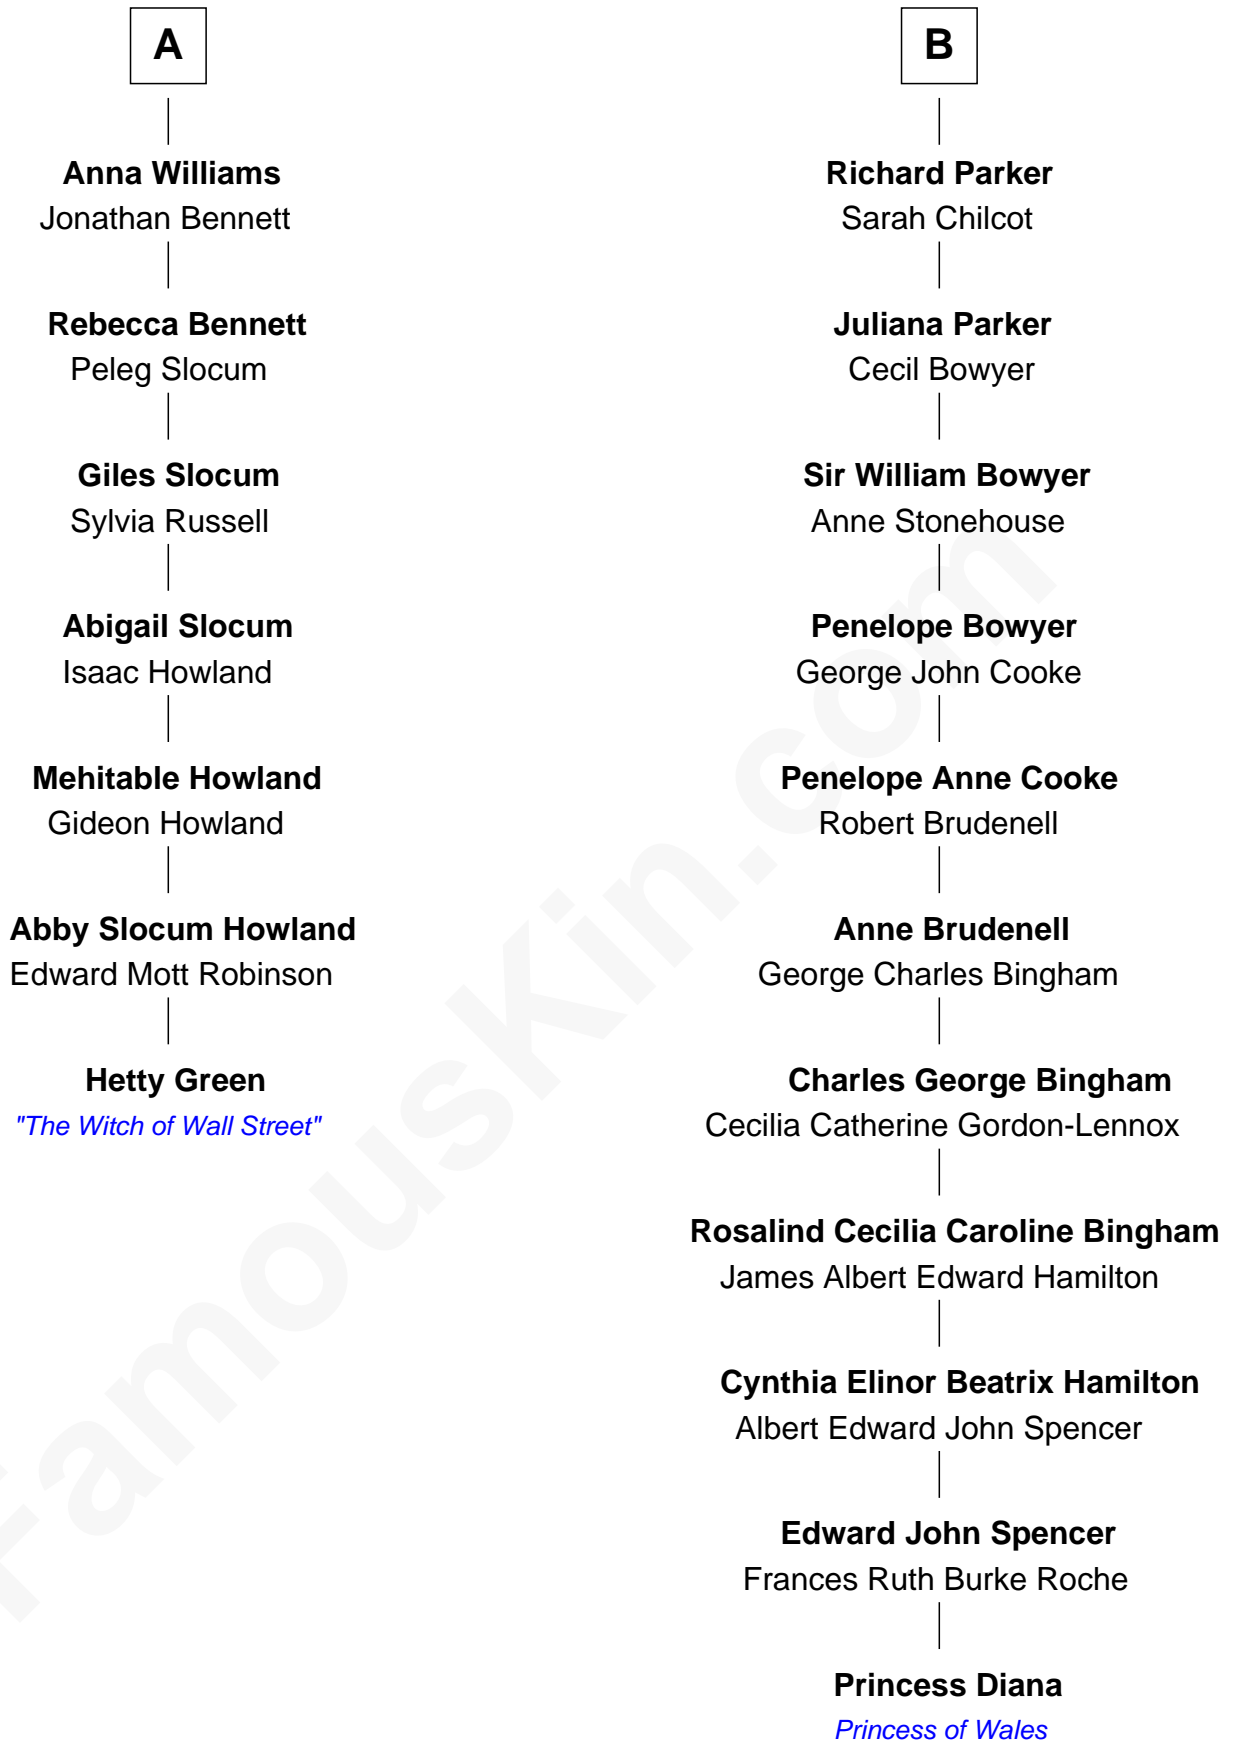 A
Anna Williams
Jonathan Bennett
Rebecca Bennett
Peleg Slocum
Giles Slocum
Sylvia Russell
Abigail Slocum
Isaac Howland
Mehitable Howland
Gideon Howland
Abby Slocum Howland
Edward Mott Robinson
Hetty Green
"The Witch of Wall Street"
B
Richard Parker
Sarah Chilcot
Juliana Parker
Cecil Bowyer
Sir William Bowyer
Anne Stonehouse
Penelope Bowyer
George John Cooke
Penelope Anne Cooke
Robert Brudenell
Anne Brudenell
George Charles Bingham
Charles George Bingham
Cecilia Catherine Gordon-Lennox
Rosalind Cecilia Caroline Bingham
James Albert Edward Hamilton
Cynthia Elinor Beatrix Hamilton
Albert Edward John Spencer
Edward John Spencer
Frances Ruth Burke Roche
Princess Diana
Princess of Wales
FamousKin.com